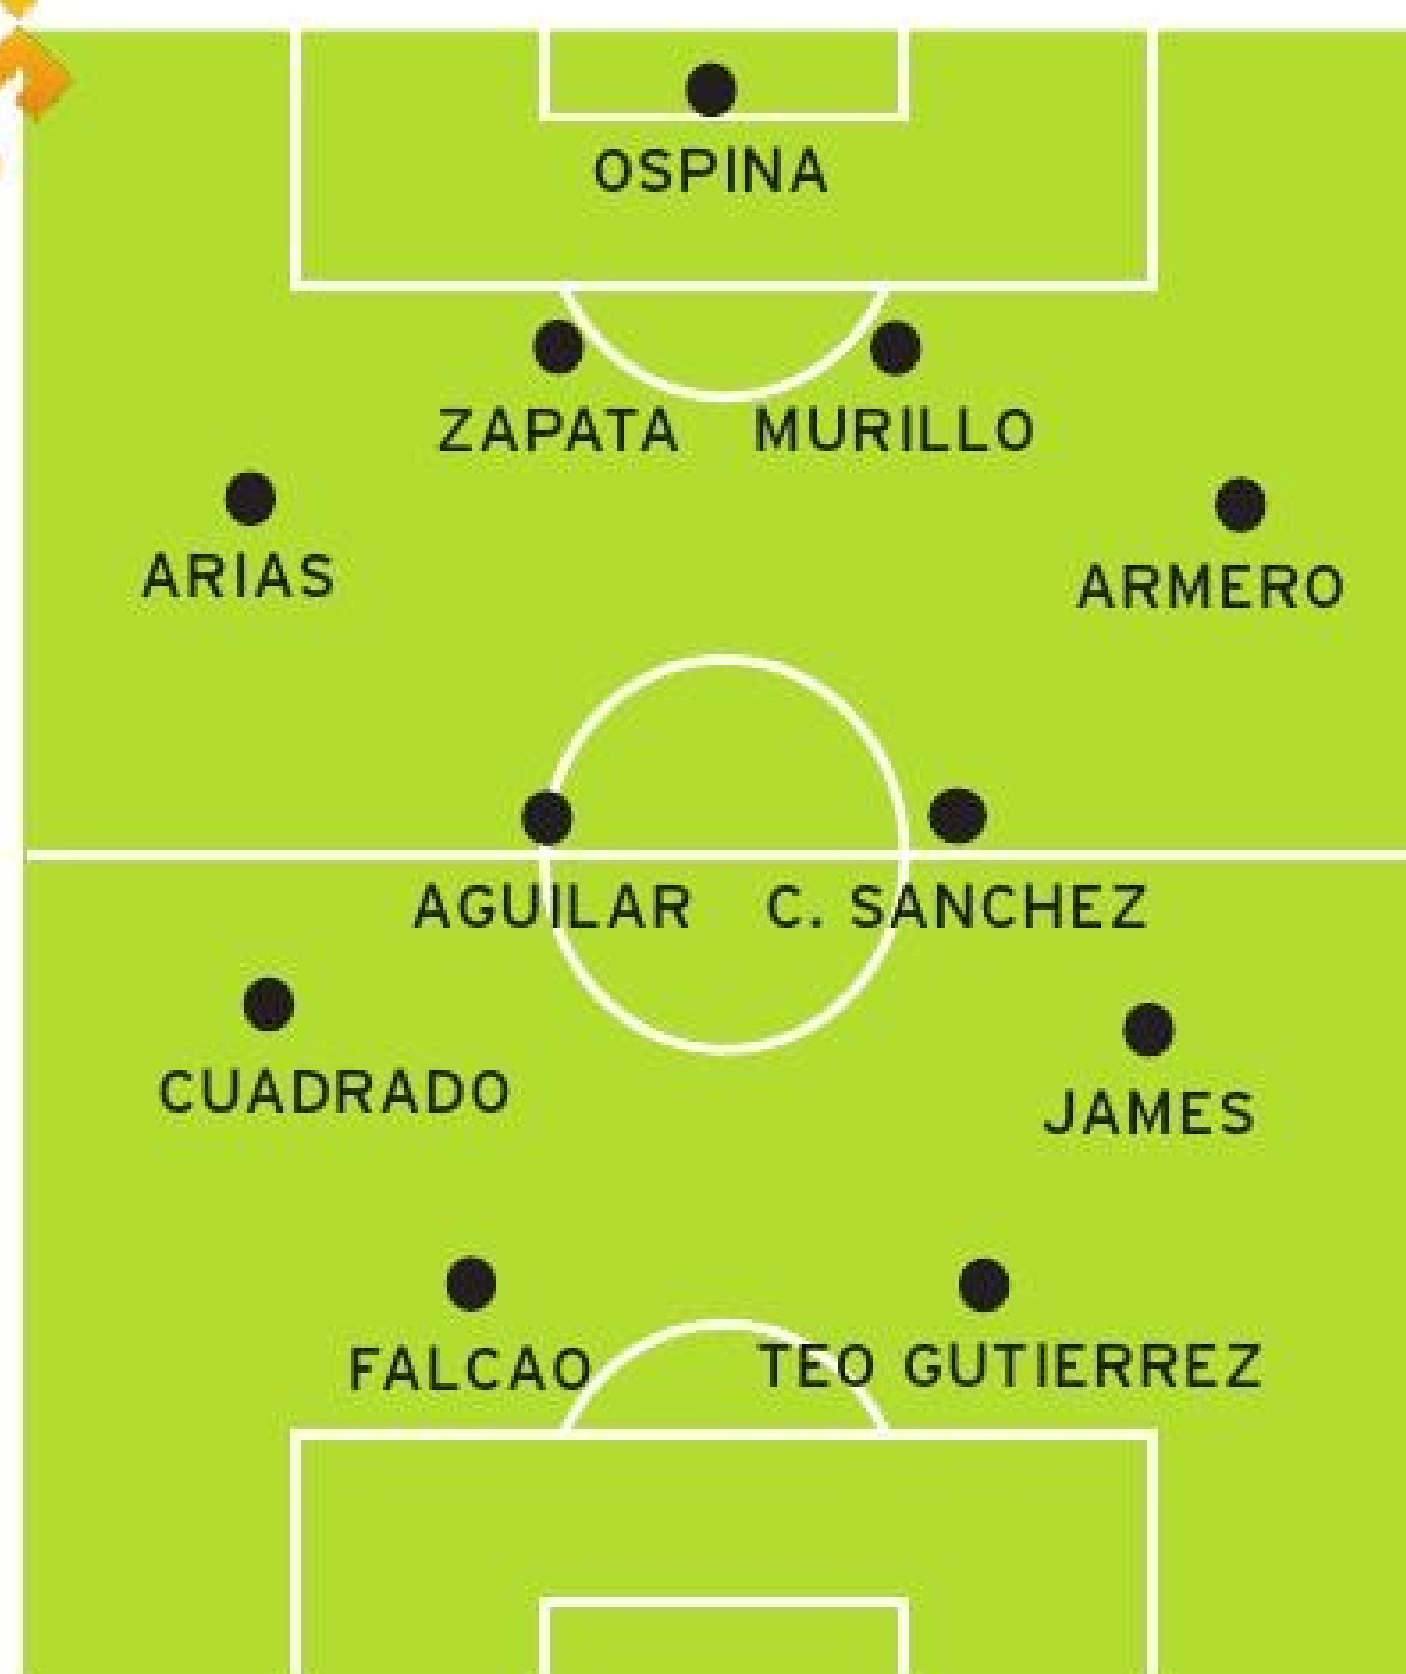 OSPINA
ZAPATA MURILLO
ARIAS
ARMERO
AGUILAR C. SANCHEZ
CUADRADO
JAMES
FALCAO TEO GUTIERREZ